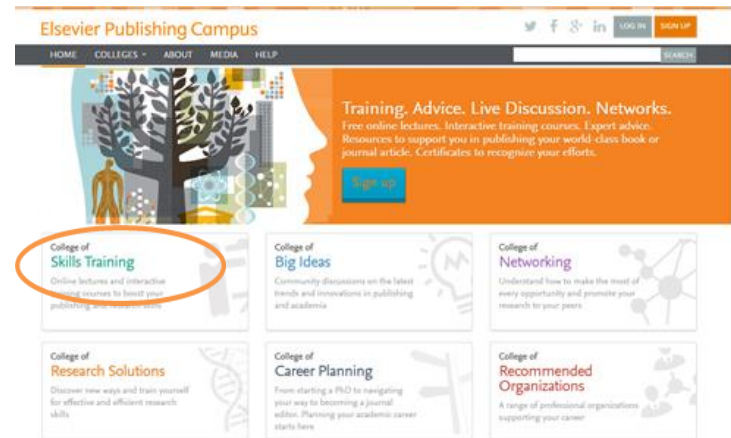 Elsevier Publishing Campus
LOG IN SIGN UP
HOME COLLEGES ABOUT MEDIA HELP
SEARCH
Training. Advice. Live Discussion. Networks.
Free online lectures. Interactive training courses. Expert advice.
Resources to support you in publishing your world-class book or
journal article. Certificates to recognize your efforts.
Sign up
College of
Skills Training
Online lectures and interactive
training courses to boost your
publishing and research skills
College of
Big Ideas
Community discussions on the latest
trends and innovations in publishing
and academia
College of
Networking
Understand how to make the most of
every opportunity and promote your
research to your peers
College of
Research Solutions
Discover new ways and train yourself
for effective and efficient research
skills
College of
Career Planning
From starting a PhD to navigating
your way to becoming a journal
editor. Planning your academic career
starts here
College of
Recommended
Organizations
A range of professional organizations
supporting your career